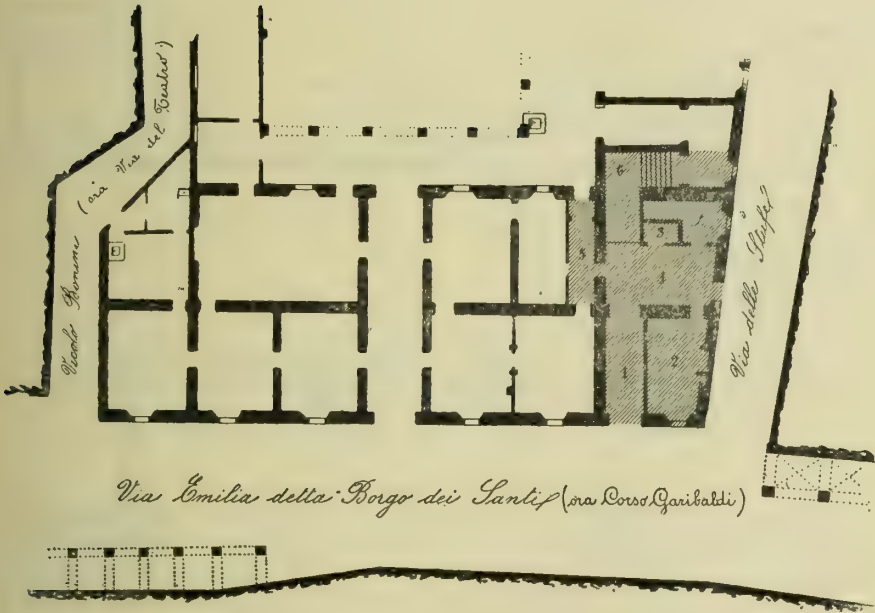 Vicolo (ora Via del Teatro)
6
3
5
4
1
2
Via delle "Stufe"
Via Emilia detta "Borgo dei Santi" (ora Corso Garibaldi)